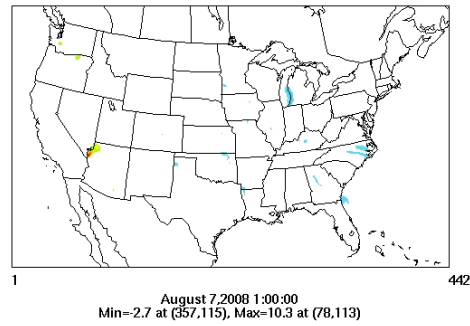 1 442
August 7,2008 1:00:00
Min=-2.7 at (357,115), Max=10.3 at (78,113)